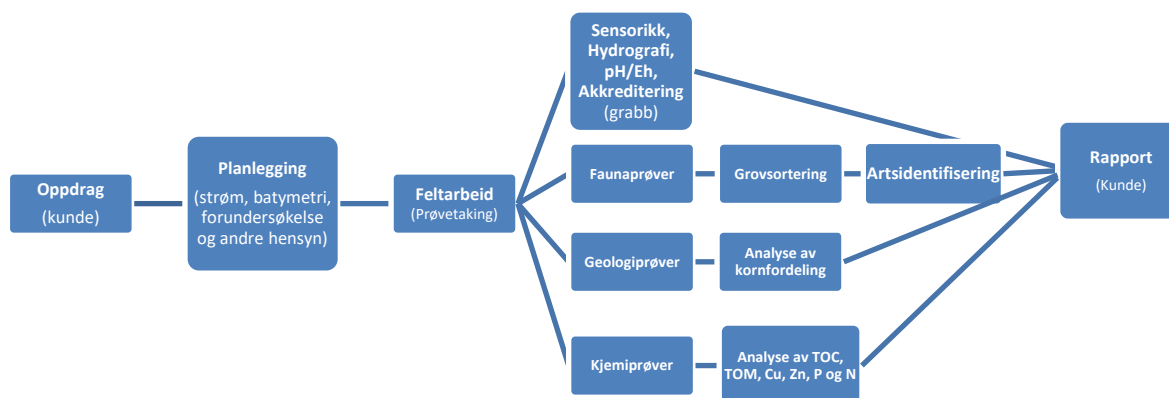 Oppdrag
(kunde)
Planlegging
(strøm, batymetri,
forundersøkelse
og andre hensyn)
Feltarbeid
(Prøvetaking)
Sensorikk,
Hydrografi,
pH/Eh,
Akkreditering
(grabb)
Faunaprøver
Grovsortering
Artsidentifisering
Geologiprøver
Analyse av
kornfordeling
Kjemiprøver
Analyse av TOC,
TOM, Cu, Zn, P og N
Rapport
(Kunde)